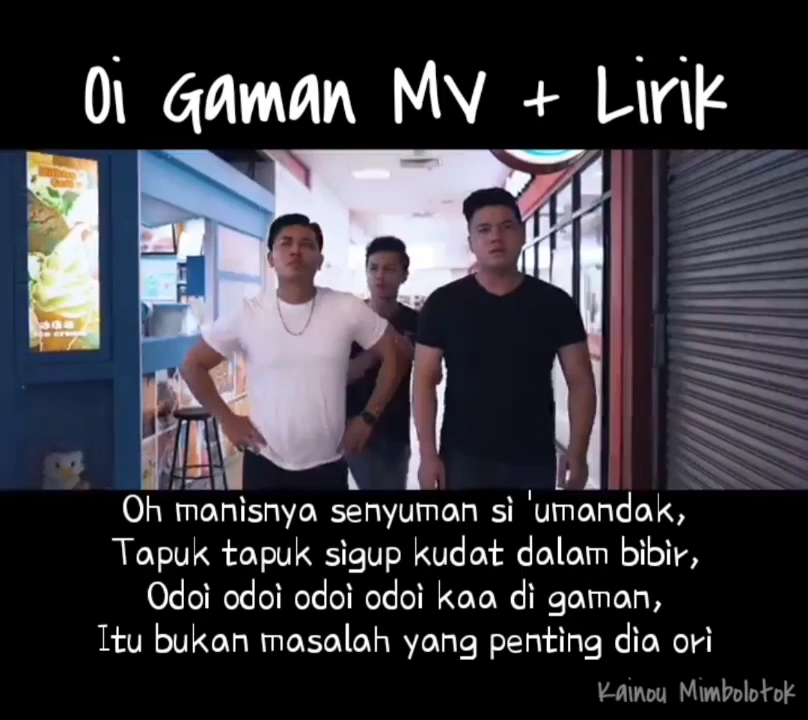 Oi Gaman MV + Lirik
Oh manisnya senyuman si 'umandak,
Tapuk tapuk sigup kudat dalam bibir,
Odoi odoi odoi odoi kaa di gaman,
Itu bukan masalah yang penting dia ori
Kainou Mimbolotok